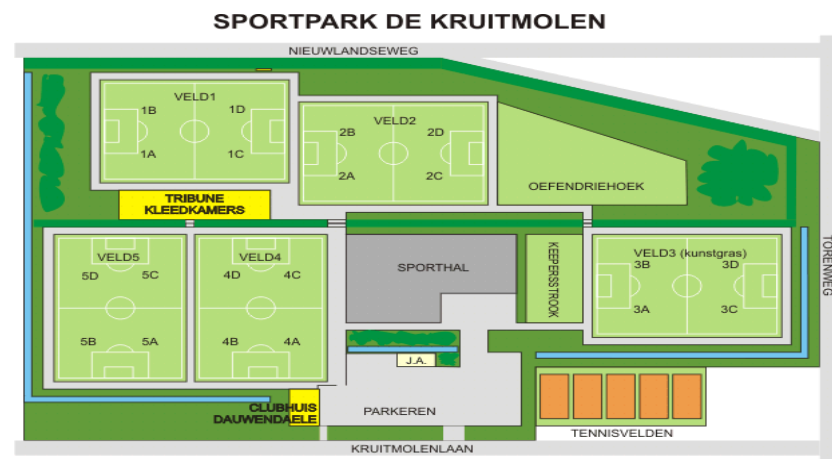 SPORTPARK DE KRUITMOLEN
NIEUWLANDSEWEG
VELD1
1B
1D
1A
1C
VELD2
2B
2D
2A
2C
OEFENDRIEHOEK
TRIBUNE
KLEEDKAMERS
VELD5
5D
5C
5B
5A
VELD4
4D
4C
4B
4A
SPORTHAL
KEEPERSSTROOK
VELD3 (kunstgras)
3B
3D
3A
3C
TORENWEG
J.A.
CLUBHUIS
DAUWENDAELE
PARKEREN
TENNISVELDEN
KRUITMOLENLAAN